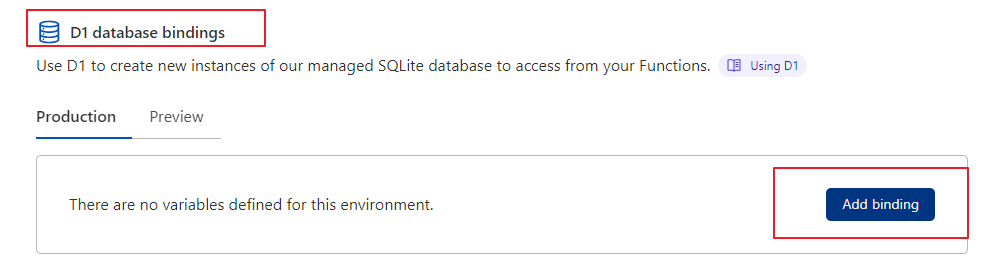 D1 database bindings
Use D1 to create new instances of our managed SQLite database to access from your Functions. Using D1
Production Preview
There are no variables defined for this environment. Add binding